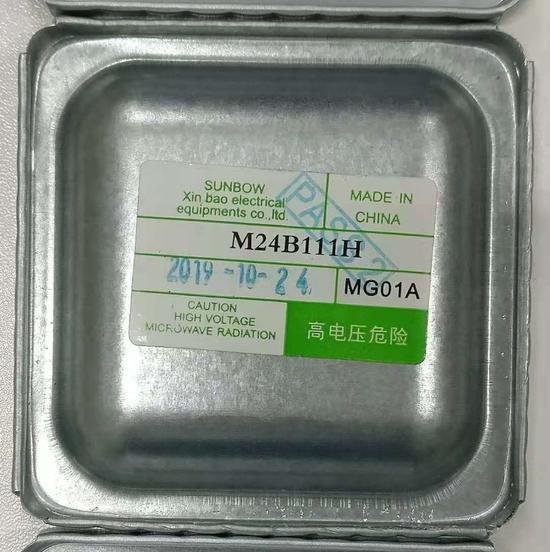 SUNBOW
Xin bao electrical
equipments co.,ltd.
MADE IN
CHINA
PASS 2
M24B111H
2019-10-24
MG01A
CAUTION
HIGH VOLTAGE
MICROWAVE RADIATION
高电压危险